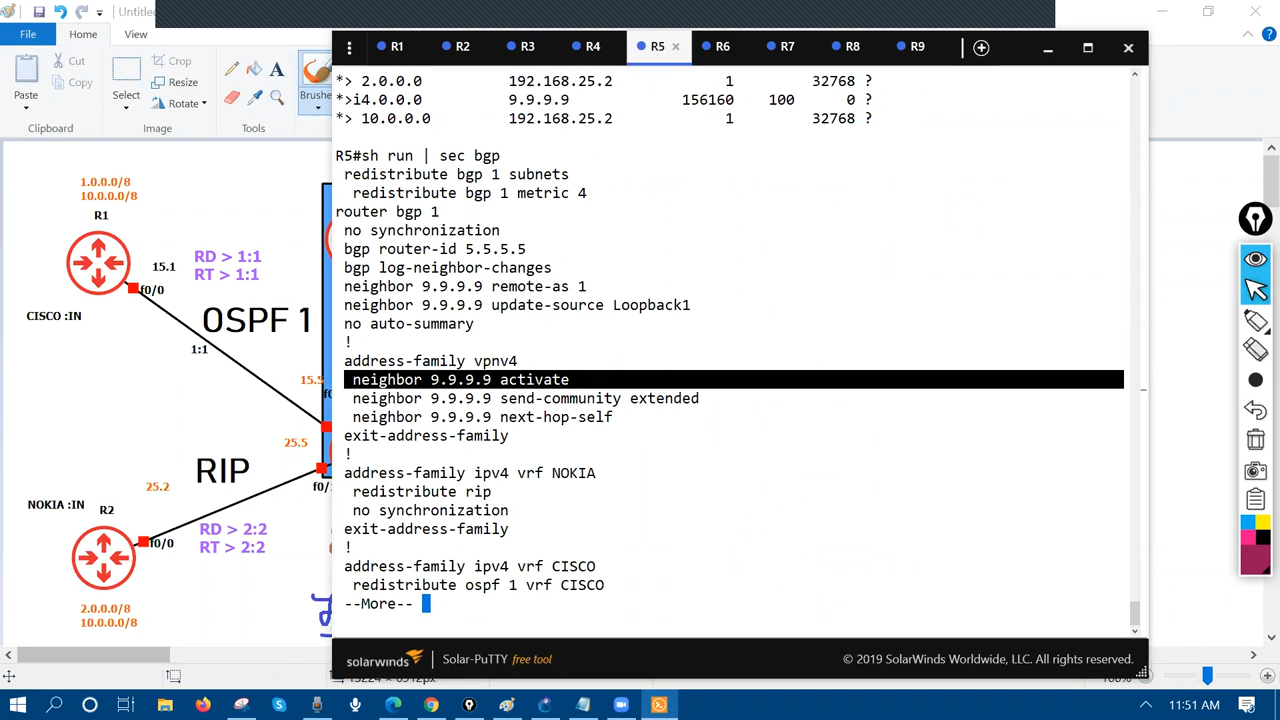 Untitled
File
Home
View
Cut
Copy
Paste
Clipboard
Select
Crop
Resize
Rotate
Image
Tools
Brushes
R1
R2
R3
R4
R5
R6
R7
R8
R9
*> 2.0.0.0 192.168.25.2 1 32768 ?
*>i4.0.0.0 9.9.9.9 156160 100 0 ?
*> 10.0.0.0 192.168.25.2 1 32768 ?
R5#sh run | sec bgp
redistribute bgp 1 subnets
redistribute bgp 1 metric 4
router bgp 1
no synchronization
bgp router-id 5.5.5.5
bgp log-neighbor-changes
neighbor 9.9.9.9 remote-as 1
neighbor 9.9.9.9 update-source Loopback1
no auto-summary
!
address-family vpnv4
neighbor 9.9.9.9 activate
neighbor 9.9.9.9 send-community extended
neighbor 9.9.9.9 next-hop-self
exit-address-family
!
address-family ipv4 vrf NOKIA
redistribute rip
no synchronization
exit-address-family
!
address-family ipv4 vrf CISCO
redistribute ospf 1 vrf CISCO
--More--
solarwinds
Solar-PuTTY free tool
© 2019 SolarWinds Worldwide, LLC. All rights reserved.
1.0.0.0/8
10.0.0.0/8
R1
RD > 1:1
RT > 1:1
15.1
f0/0
CISCO :IN
OSPF 1
1:1
15.5
25.5
RIP
25.2
f0/
NOKIA :IN
R2
RD > 2:2
RT > 2:2
f0/0
2.0.0.0/8
10.0.0.0/8
11:51 AM